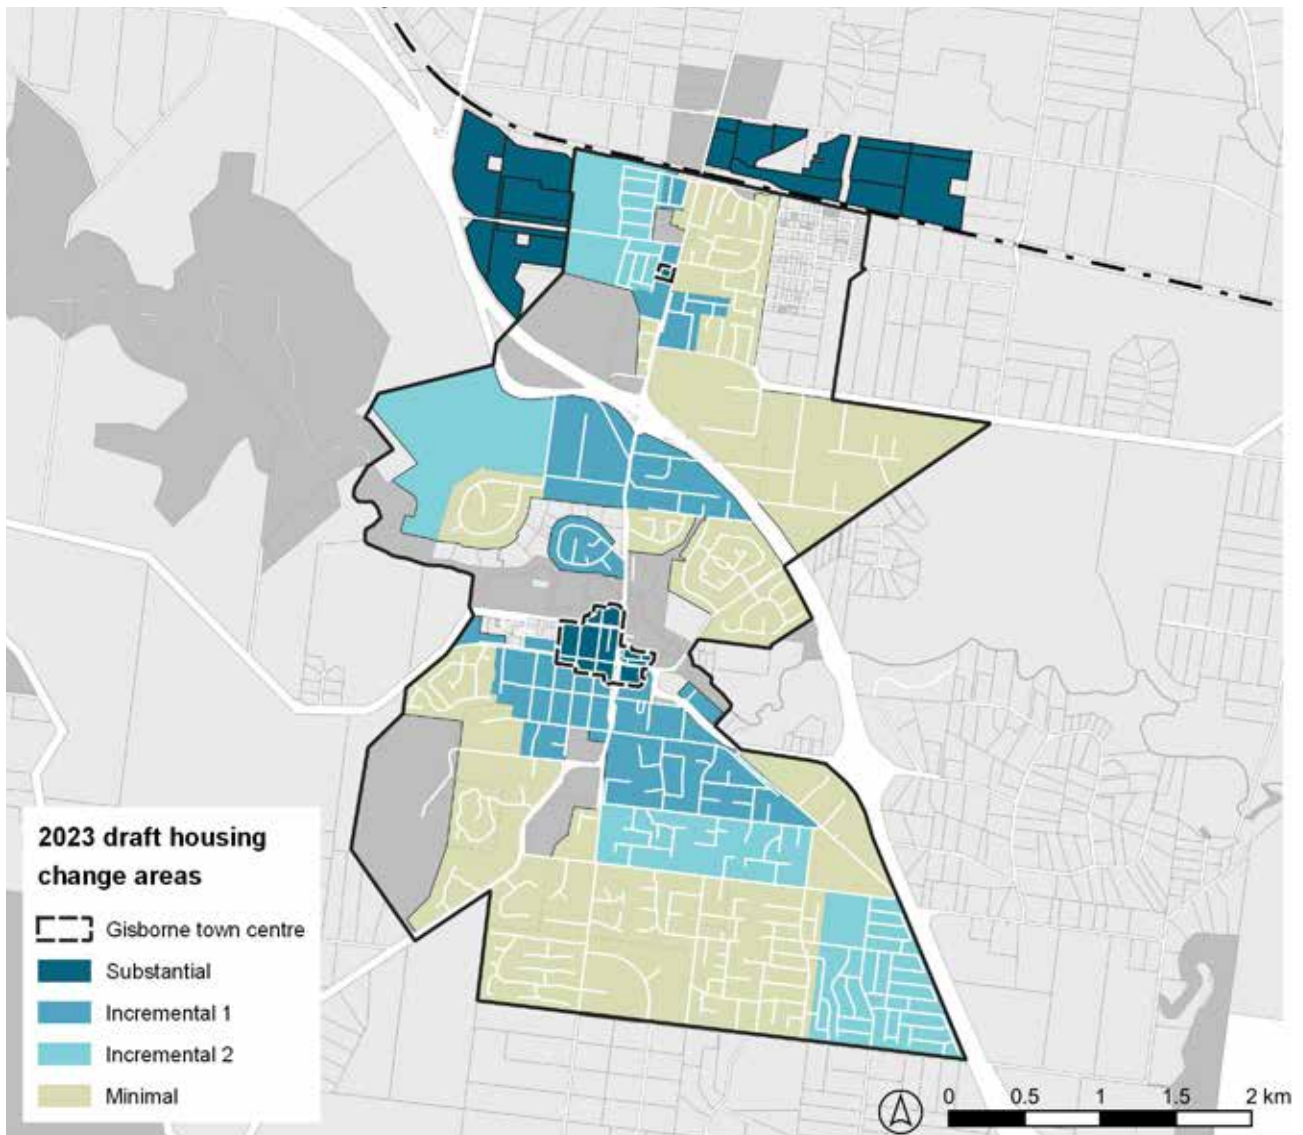 2023 draft housing
change areas
Gisborne town centre
Substantial
Incremental 1
Incremental 2
Minimal
0 0.5 1 1.5 2 km